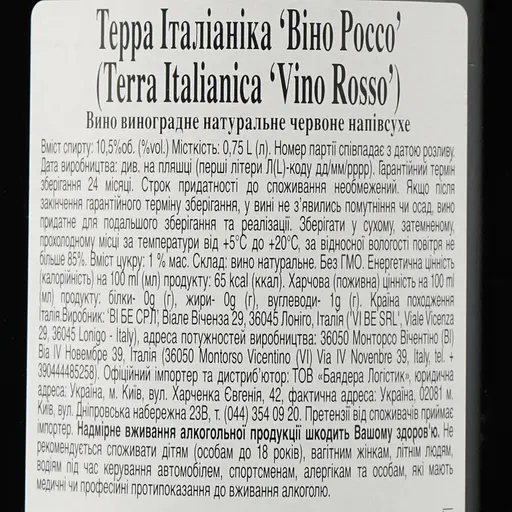 Терра Італіаніка ‘Віно Россо’
(Terra Italianica ‘Vino Rosso’)
Вино виноградне натуральне червоне напівсухе
Вміст спирту: 10,5%об. (%vol.) Місткість: 0,75 L (л). Номер партії співпадає з датою розливу.
Дата виробництва: див. на пляшці (перші літери Л(L)-коду дд/мм/рррр). Гарантійний термін
зберігання 24 місяці. Строк придатності до споживання необмежений. Якщо після
закінчення гарантійного терміну зберігання, у вині не з’явились помутніння чи осад, вино
придатне для подальшого зберігання та реалізації. Зберігати у сухому, затемненому,
прохолодному місці за температури від +5°С до +20°С, за відносної вологості повітря не
більше 85%. Вміст цукру: 1 % мас. Склад: вино натуральне. Без ГМО. Енергетична цінність
(калорійність) на 100 ml (мл) продукту: 65 kcal (ккал). Харчова (поживна) цінність на 100 ml
(мл) продукту: білки- 0g (г), жири- 0g (г), вуглеводи- 1g (г). Країна походження
Італія.Виробник: ‘ВІ БЕ СРЛ’, Віале Віченза 29, 36045 Лоніго, Італія (‘VI BE SRL’, Viale Vicenza
29, 36045 Lonigo - Italy), адреса потужностей виробництва: 36050 Монторсо Вічентіно (ВІ)
Віа IV Новембре 39, Італія (36050 Montorso Vicentino (VI) Via IV Novenbre 39, Italy, tel. +
390444485258). Офіційний імпортер та дистриб’ютор: ТОВ «Баядера Логістик», юридична
адреса: Україна, м. Київ, вул. Харченка Євгенія, 42, фактична адреса: Україна, 02081 м.
Київ, вул. Дніпровська набережна 23В, т. (044) 354 09 20. Претензії від споживачів приймає
імпортер. Надмірне вживання алкогольної продукції шкодить Вашому здоров’ю. Не
рекомендується споживати дітям (особам до 18 років), вагітним жінкам, літнім людям,
водіям під час керування автомобілем, спортсменам, алергікам та особам, які мають
медичні чи професійні протипоказання до вживання алкоголю.